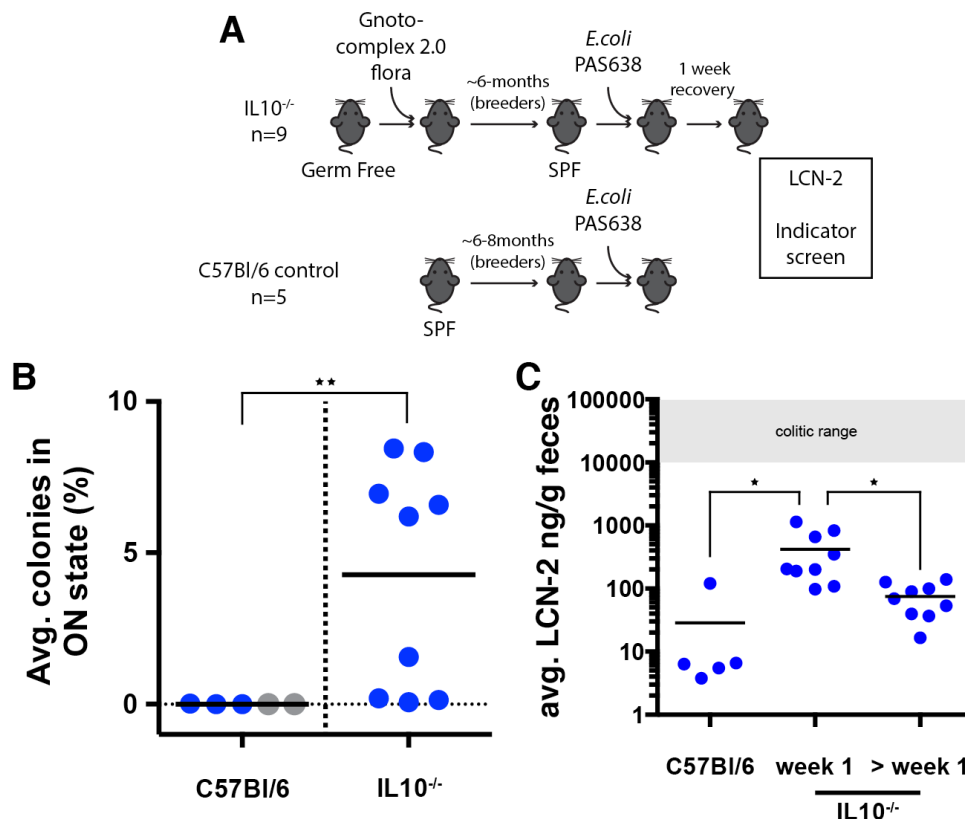 A
Gnoto-
complex 2.0
flora
E.coli
PAS638
~6-months
(breeders)
1 week
recovery
IL10-/-
n=9
Germ Free
SPF
LCN-2
Indicator
screen
E.coli
PAS638
~6-8months
(breeders)
C57Bl/6 control
n=5
SPF
B
Avg. colonies in
ON state (%)
10
5
0
★★
C57Bl/6
IL10-/-
C
avg. LCN-2 ng/g feces
100000
10000
1000
100
10
1
colitic range
★
★
C57Bl/6
week 1
> week 1
IL10-/-